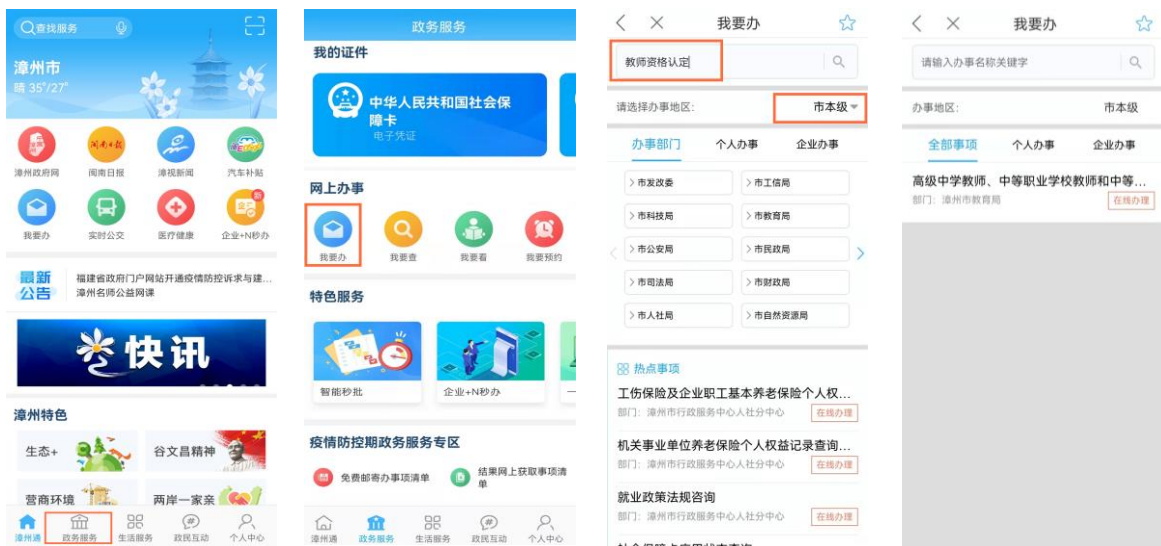 查找服务
漳州市
晴 35°/27°
漳州政府网
闽南日报
漳视新闻
汽车补贴
我要办
实时公交
医疗健康
企业+N秒办
最新
公告
福建省政府门户网站开通疫情防控诉求与建...
漳州名师公益网课
快讯
漳州特色
生态+
谷文昌精神
营商环境
两岸一家亲
漳州通
政务服务
生活服务
政民互动
个人中心
政务服务
我的证件
中华人民共和国社会保
障卡
电子凭证
网上办事
我要办
我要查
我要看
我要预约
特色服务
智能秒批
企业+N秒办
一
疫情防控期政务服务专区
免费邮寄办事项清单
结果网上获取事项清
单
漳州通
政务服务
生活服务
政民互动
个人中心
我要办
教师资格认定
请选择办事地区:
市本级
办事部门
个人办事
企业办事
市发改委
市工信局
市科技局
市教育局
市公安局
市民政局
市司法局
市财政局
市人社局
市自然资源局
热点事项
工伤保险及企业职工基本养老保险个人权...
部门: 漳州市行政服务中心人社分中心
在线办理
机关事业单位养老保险个人权益记录查询...
部门: 漳州市行政服务中心人社分中心
在线办理
就业政策法规咨询
部门: 漳州市行政服务中心人社分中心
在线办理
我要办
请输入办事名称关键字
办事地区:
市本级
全部事项
个人办事
企业办事
高级中学教师、中等职业学校教师和中等...
部门: 漳州市教育局
在线办理